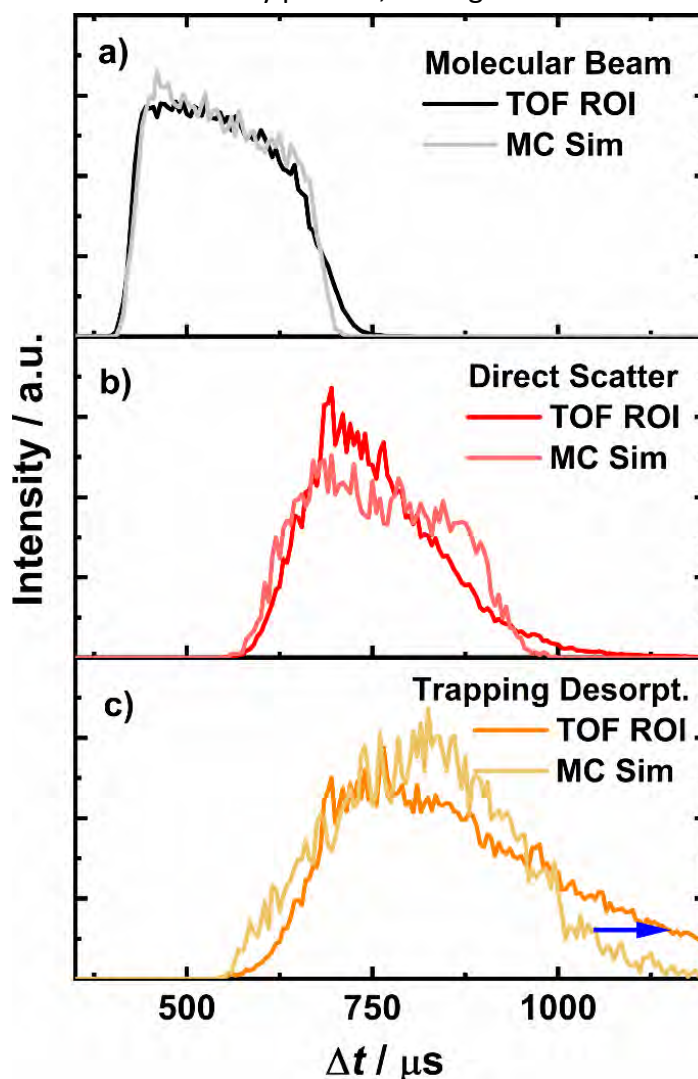 a)
Molecular Beam
TOF ROI
MC Sim
b)
Direct Scatter
TOF ROI
MC Sim
c)
Trapping Desorpt.
TOF ROI
MC Sim
Intensity / a.u.
500 750 1000
Δt / μs